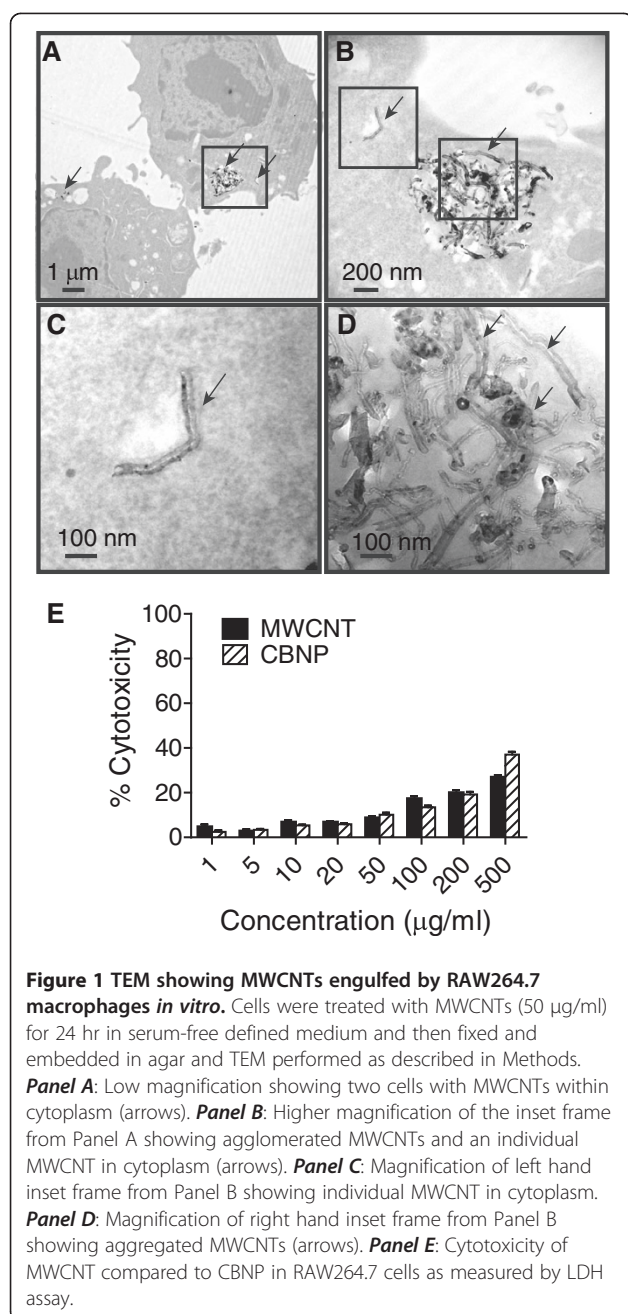 A
B
1 µm
200 nm
C
D
100 nm
100 nm
E
100
80
60
40
20
0
% Cytotoxicity
MWCNT
CBNP
1
5
10
20
50
100
200
500
Concentration (µg/ml)
Figure 1 TEM showing MWCNTs engulfed by RAW264.7
macrophages in vitro. Cells were treated with MWCNTs (50 µg/ml)
for 24 hr in serum-free defined medium and then fixed and
embedded in agar and TEM performed as described in Methods.
Panel A: Low magnification showing two cells with MWCNTs within
cytoplasm (arrows). Panel B: Higher magnification of the inset frame
from Panel A showing agglomerated MWCNTs and an individual
MWCNT in cytoplasm (arrows). Panel C: Magnification of left hand
inset frame from Panel B showing individual MWCNT in cytoplasm.
Panel D: Magnification of right hand inset frame from Panel B
showing aggregated MWCNTs (arrows). Panel E: Cytotoxicity of
MWCNT compared to CBNP in RAW264.7 cells as measured by LDH
assay.